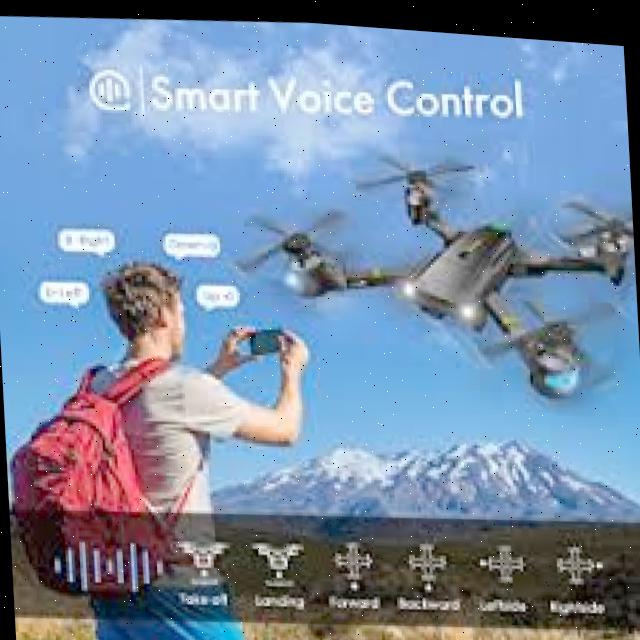 Smart Voice Control
Take off
Landing
Forward
Backward
Leftside
Rightside